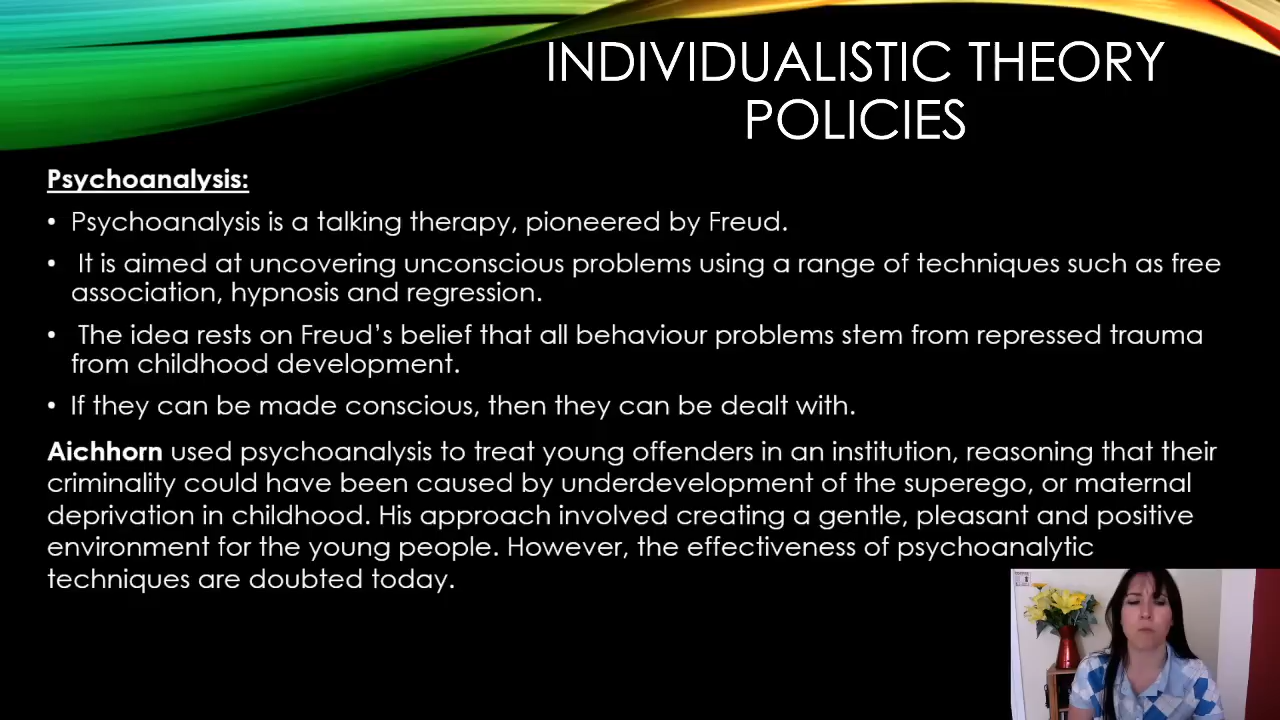 INDIVIDUALISTIC THEORY
POLICIES
Psychoanalysis:
• Psychoanalysis is a talking therapy, pioneered by Freud.
• It is aimed at uncovering unconscious problems using a range of techniques such as free
association, hypnosis and regression.
• The idea rests on Freud’s belief that all behaviour problems stem from repressed trauma
from childhood development.
• If they can be made conscious, then they can be dealt with.
Aichhorn used psychoanalysis to treat young offenders in an institution, reasoning that their
criminality could have been caused by underdevelopment of the superego, or maternal
deprivation in childhood. His approach involved creating a gentle, pleasant and positive
environment for the young people. However, the effectiveness of psychoanalytic
techniques are doubted today.